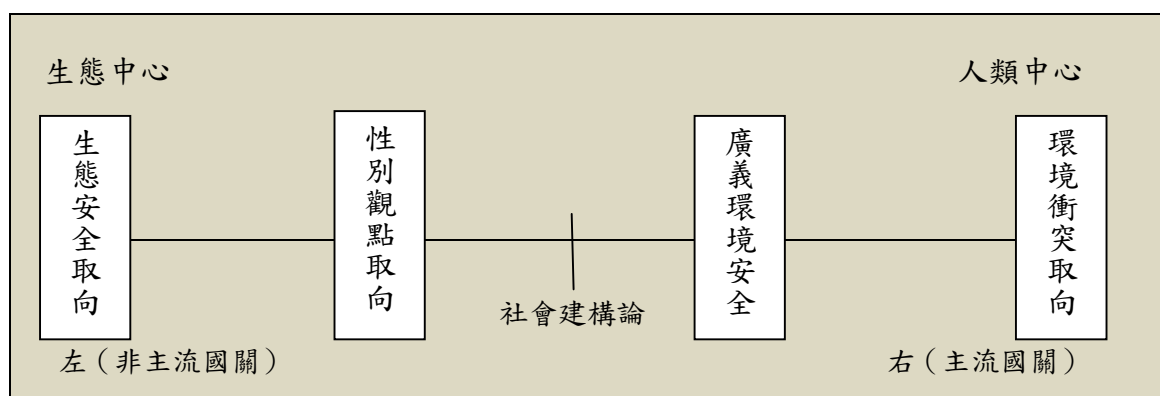 生態中心
人類中心
生態安全取向
性別觀點取向
廣義環境安全
環境衝突取向
社會建構論
左（非主流國關）
右（主流國關）